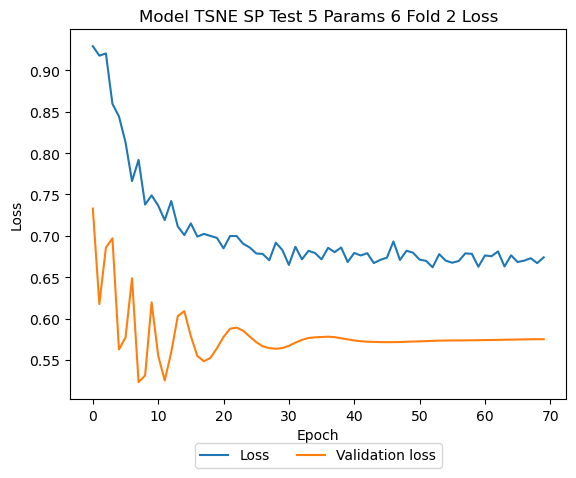 Model TSNE SP Test 5 Params 6 Fold 2 Loss
0.90
0.85
0.80
0.75
0.70
0.65
0.60
0.55
Loss
0 10 20 30 40 50 60 70
Epoch
Loss Validation loss